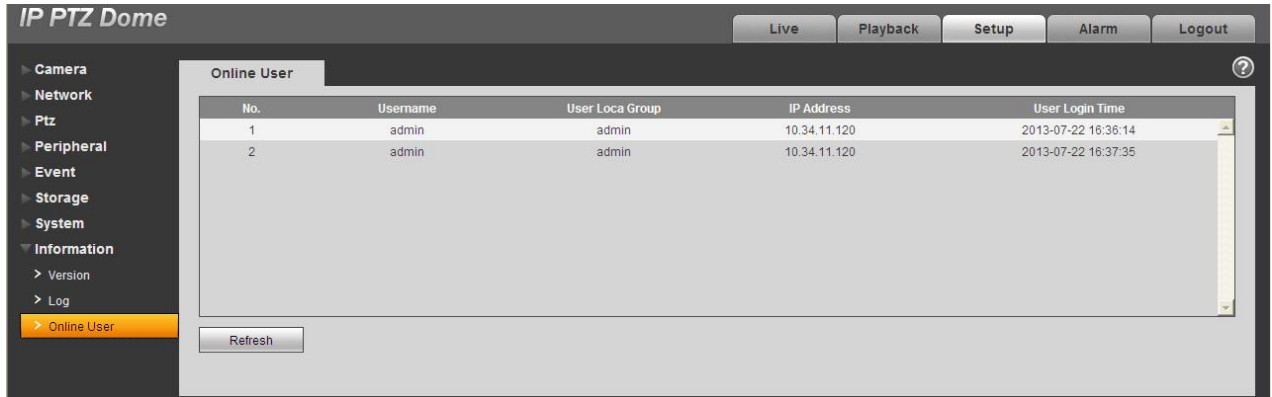 IP PTZ Dome
Live Playback Setup Alarm Logout
Camera
Network
Ptz
Peripheral
Event
Storage
System
Information
> Version
> Log
> Online User
Online User
No. Username User Loca Group IP Address User Login Time
1 admin admin 10.34.11.120 2013-07-22 16:36:14
2 admin admin 10.34.11.120 2013-07-22 16:37:35
Refresh